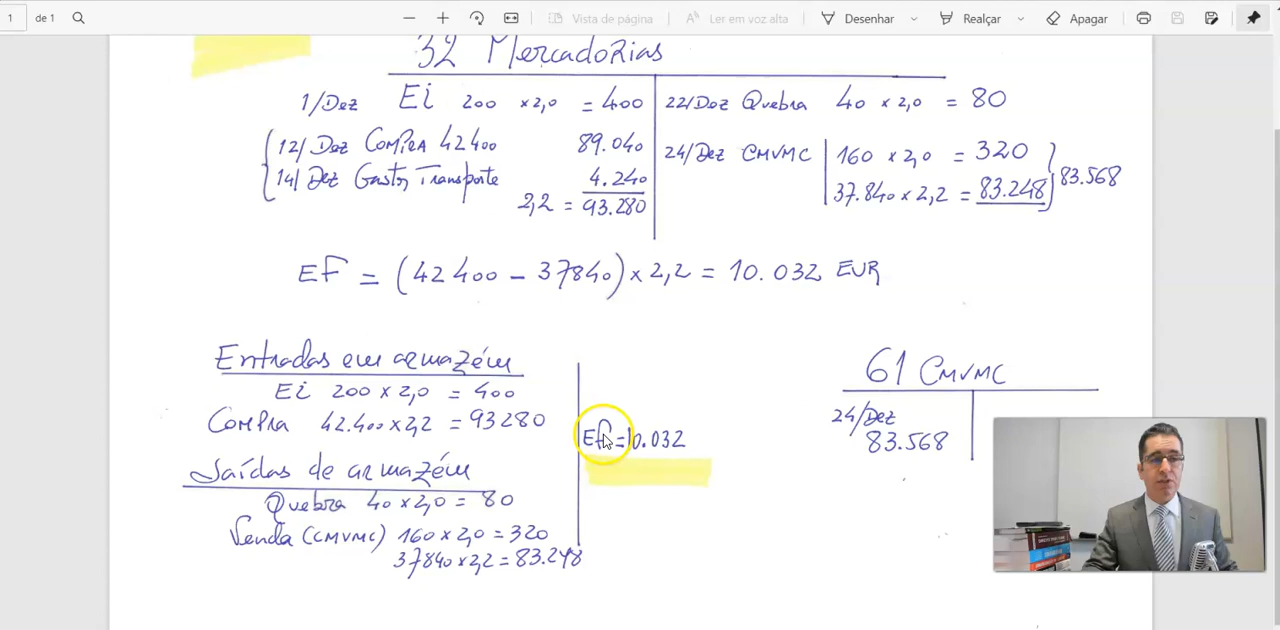 1 de 1 Vista de página Ler em voz alta Desenhar Realçar Apagar
32 Mercadorias
1/Dez Ei 200 x2,0 = 400
12/ Dez Compra 42400 89.040
14/ Dez Gastos Transporte 4.240
2,2 = 93.280
22/Dez Quebra 40 x 2,0 = 80
24/Dez CMVMC 160 x 2,0 = 320
37.840 x 2,2 = 83.248
83.568
EF = (42400 - 37840) x 2,2 = 10.032 EUR
Entradas em armazém
Ei 200 x 2,0 = 400
Compra 42.400 x 2,2 = 93280
Saídas de armazém
Quebra 40 x 2,0 = 80
Venda (CMVMC) 160 x 2,0 = 320
37840 x 2,2 = 83.248
Ef = 10.032
61 CMVMC
24/Dez
83.568